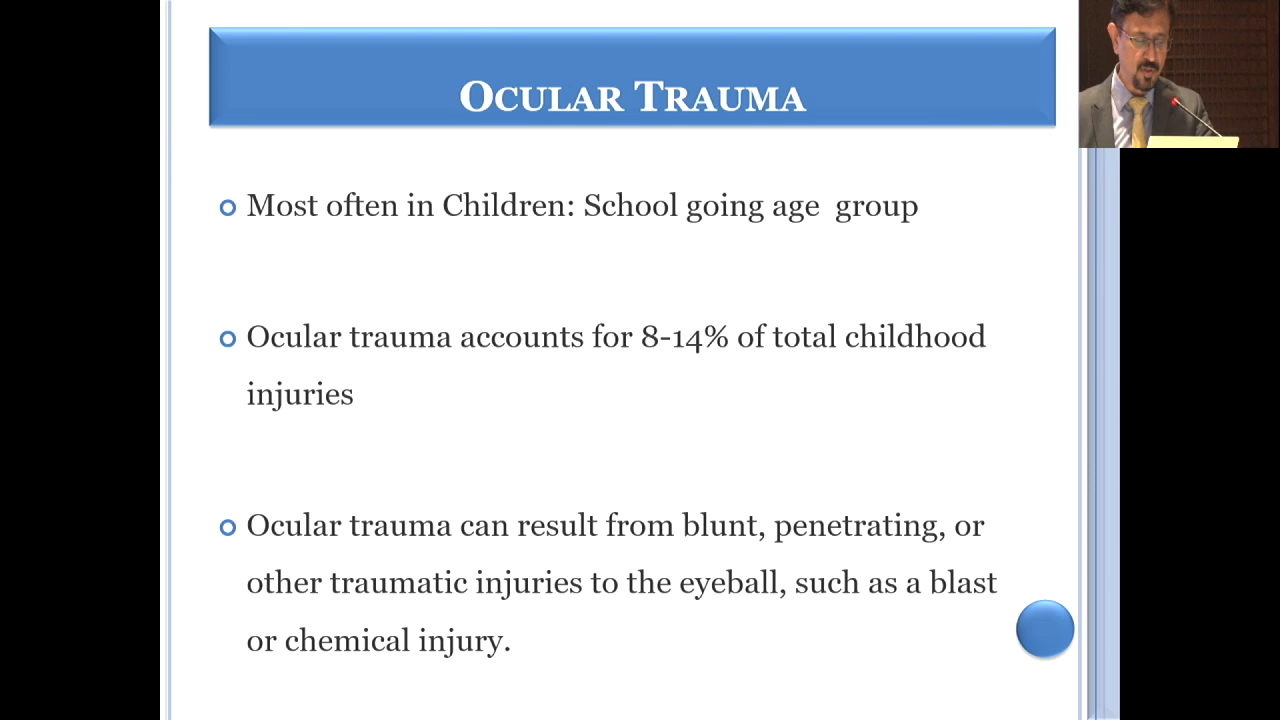 OCULAR TRAUMA
Most often in Children: School going age group
Ocular trauma accounts for 8-14% of total childhood
injuries
Ocular trauma can result from blunt, penetrating, or
other traumatic injuries to the eyeball, such as a blast
or chemical injury.